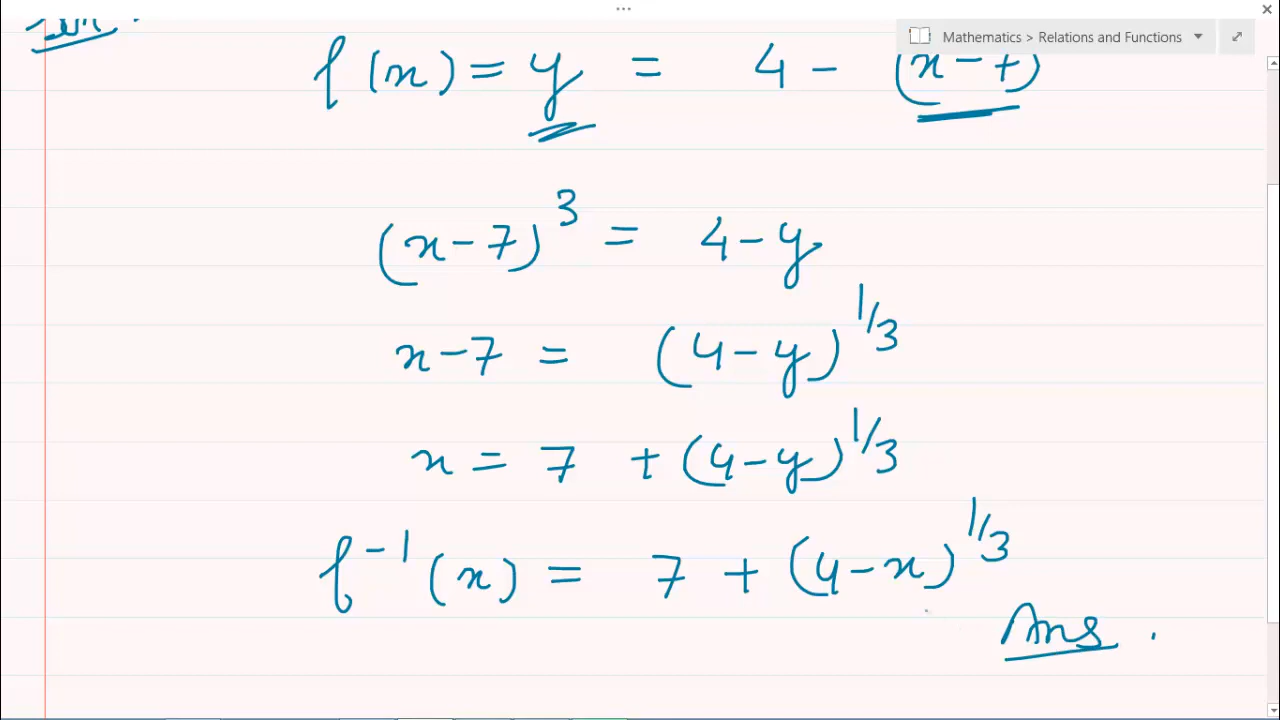 Mathematics > Relations and Functions
f(x) = y = 4 - (x-7)
(x-7)^3 = 4-y
x-7 = (4-y)^1/3
x = 7 + (4-y)^1/3
f^-1(x) = 7 + (4-x)^1/3
Ans.